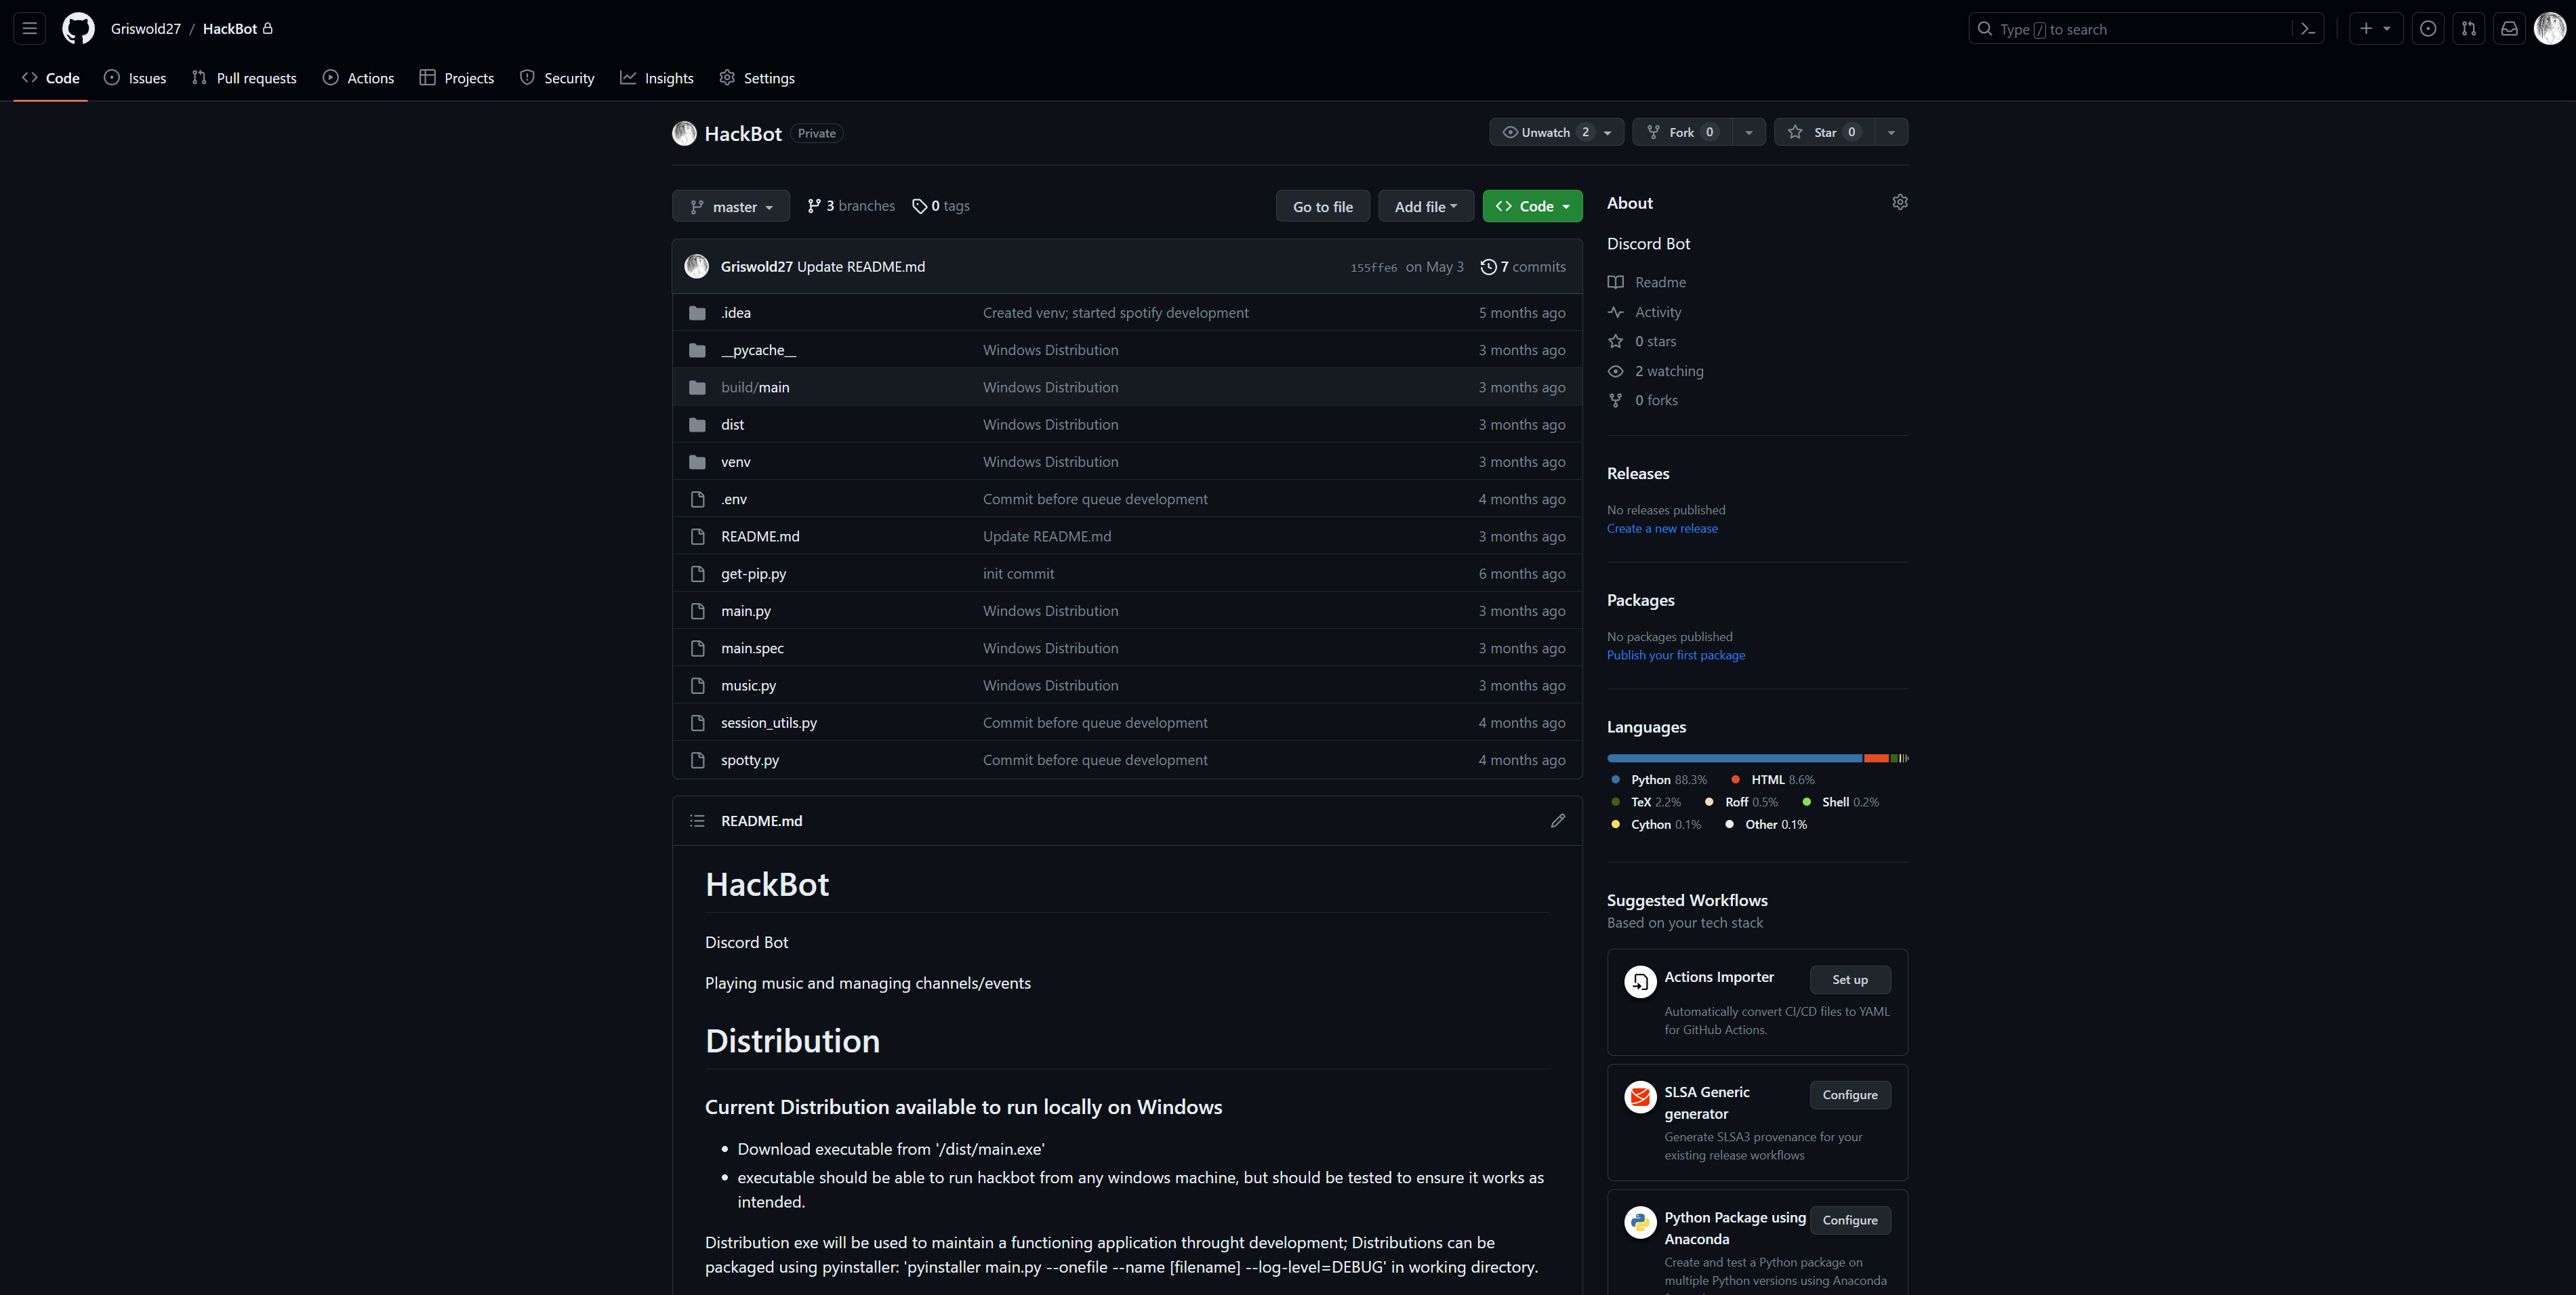 Griswold27 / HackBot
Type / to search
Code Issues Pull requests Actions Projects Security Insights Settings
HackBot Private
Unwatch 2 Fork 0 Star 0
master 3 branches 0 tags
Go to file Add file Code
Griswold27 Update README.md 155ffe6 on May 3 7 commits
.idea Created venv; started spotify development 5 months ago
__pycache__ Windows Distribution 3 months ago
build/main Windows Distribution 3 months ago
dist Windows Distribution 3 months ago
venv Windows Distribution 3 months ago
.env Commit before queue development 4 months ago
README.md Update README.md 3 months ago
get-pip.py init commit 6 months ago
main.py Windows Distribution 3 months ago
main.spec Windows Distribution 3 months ago
music.py Windows Distribution 3 months ago
session_utils.py Commit before queue development 4 months ago
spotty.py Commit before queue development 4 months ago
README.md
HackBot
Discord Bot
Playing music and managing channels/events
Distribution
Current Distribution available to run locally on Windows
• Download executable from '/dist/main.exe'
• executable should be able to run hackbot from any windows machine, but should be tested to ensure it works as
intended.
Distribution exe will be used to maintain a functioning application throught development; Distributions can be
packaged using pyinstaller: 'pyinstaller main.py --onefile --name [filename] --log-level=DEBUG' in working directory.
About
Discord Bot
Readme
Activity
0 stars
2 watching
0 forks
Releases
No releases published
Create a new release
Packages
No packages published
Publish your first package
Languages
Python 88.3% HTML 8.6%
TeX 2.2% Roff 0.5% Shell 0.2%
Cython 0.1% Other 0.1%
Suggested Workflows
Based on your tech stack
Actions Importer Set up
Automatically convert CI/CD files to YAML
for GitHub Actions.
SLSA Generic Configure
generator
Generate SLSA3 provenance for your
existing release workflows
Python Package using Configure
Anaconda
Create and test a Python package on
multiple Python versions using Anaconda